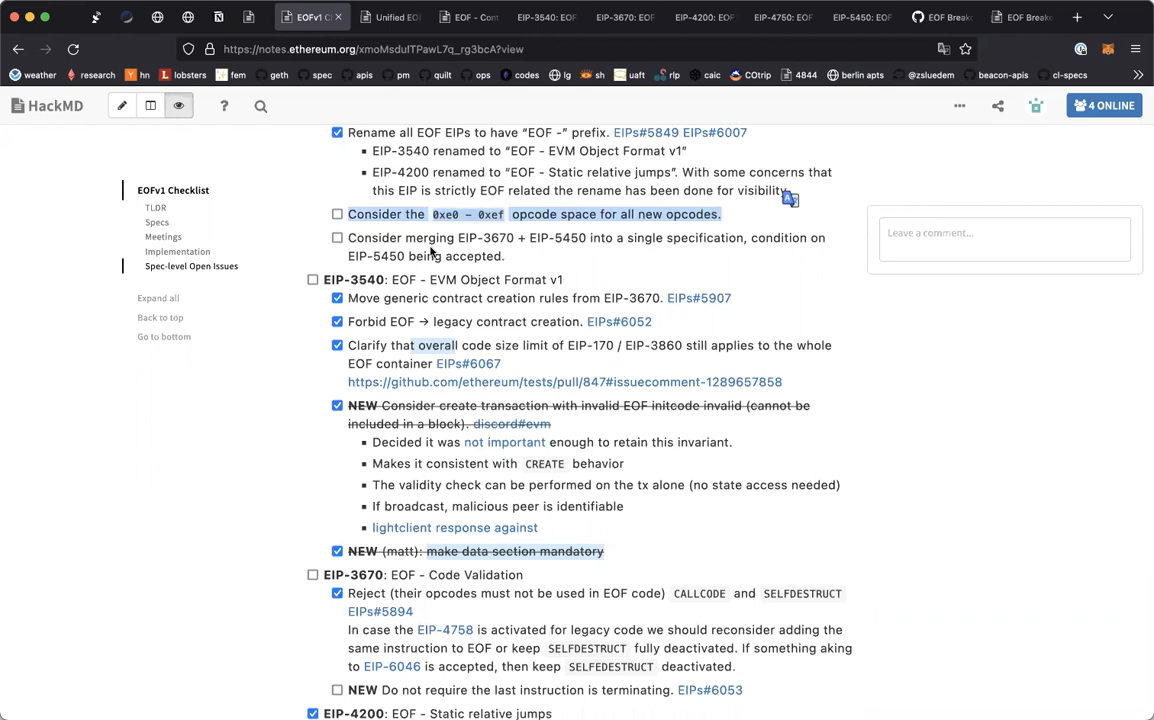 EOFv1 C
Unified EO
EOF - Cont
EIP-3540: EOF
EIP-3670: EOF
EIP-4200: EOF
EIP-4750: EOF
EIP-5450: EOF
EOF Break
EOF Break
https://notes.ethereum.org/xmoMsduITPawL7q_rg3bcA?view
weather
research
hn
lobsters
fem
geth
spec
apis
pm
quilt
ops
codes
lg
sh
uaft
rlp
caic
COtrip
4844
berlin apts
@zsluedem
beacon-apis
cl-specs
HackMD
4 ONLINE
EOFv1 Checklist
TLDR
Specs
Meetings
Implementation
Spec-level Open Issues
Expand all
Back to top
Go to bottom
Rename all EOF EIPs to have “EOF -” prefix. EIPs#5849 EIPs#6007
EIP-3540 renamed to “EOF - EVM Object Format v1”
EIP-4200 renamed to “EOF - Static relative jumps”. With some concerns that
this EIP is strictly EOF related the rename has been done for visibility.
Consider the 0xe0 - 0xef opcode space for all new opcodes.
Consider merging EIP-3670 + EIP-5450 into a single specification, condition on
EIP-5450 being accepted.
EIP-3540: EOF - EVM Object Format v1
Move generic contract creation rules from EIP-3670. EIPs#5907
Forbid EOF → legacy contract creation. EIPs#6052
Clarify that overall code size limit of EIP-170 / EIP-3860 still applies to the whole
EOF container EIPs#6067
https://github.com/ethereum/tests/pull/847#issuecomment-1289657858
NEW Consider create transaction with invalid EOF initcode invalid (cannot be
included in a block). discord#evm
Decided it was not important enough to retain this invariant.
Makes it consistent with CREATE behavior
The validity check can be performed on the tx alone (no state access needed)
If broadcast, malicious peer is identifiable
lightclient response against
NEW (matt): make data section mandatory
EIP-3670: EOF - Code Validation
Reject (their opcodes must not be used in EOF code) CALLCODE and SELFDESTRUCT
EIPs#5894
In case the EIP-4758 is activated for legacy code we should reconsider adding the
same instruction to EOF or keep SELFDESTRUCT fully deactivated. If something aking
to EIP-6046 is accepted, then keep SELFEDESTRUCT deactivated.
NEW Do not require the last instruction is terminating. EIPs#6053
EIP-4200: EOF - Static relative jumps
Leave a comment...